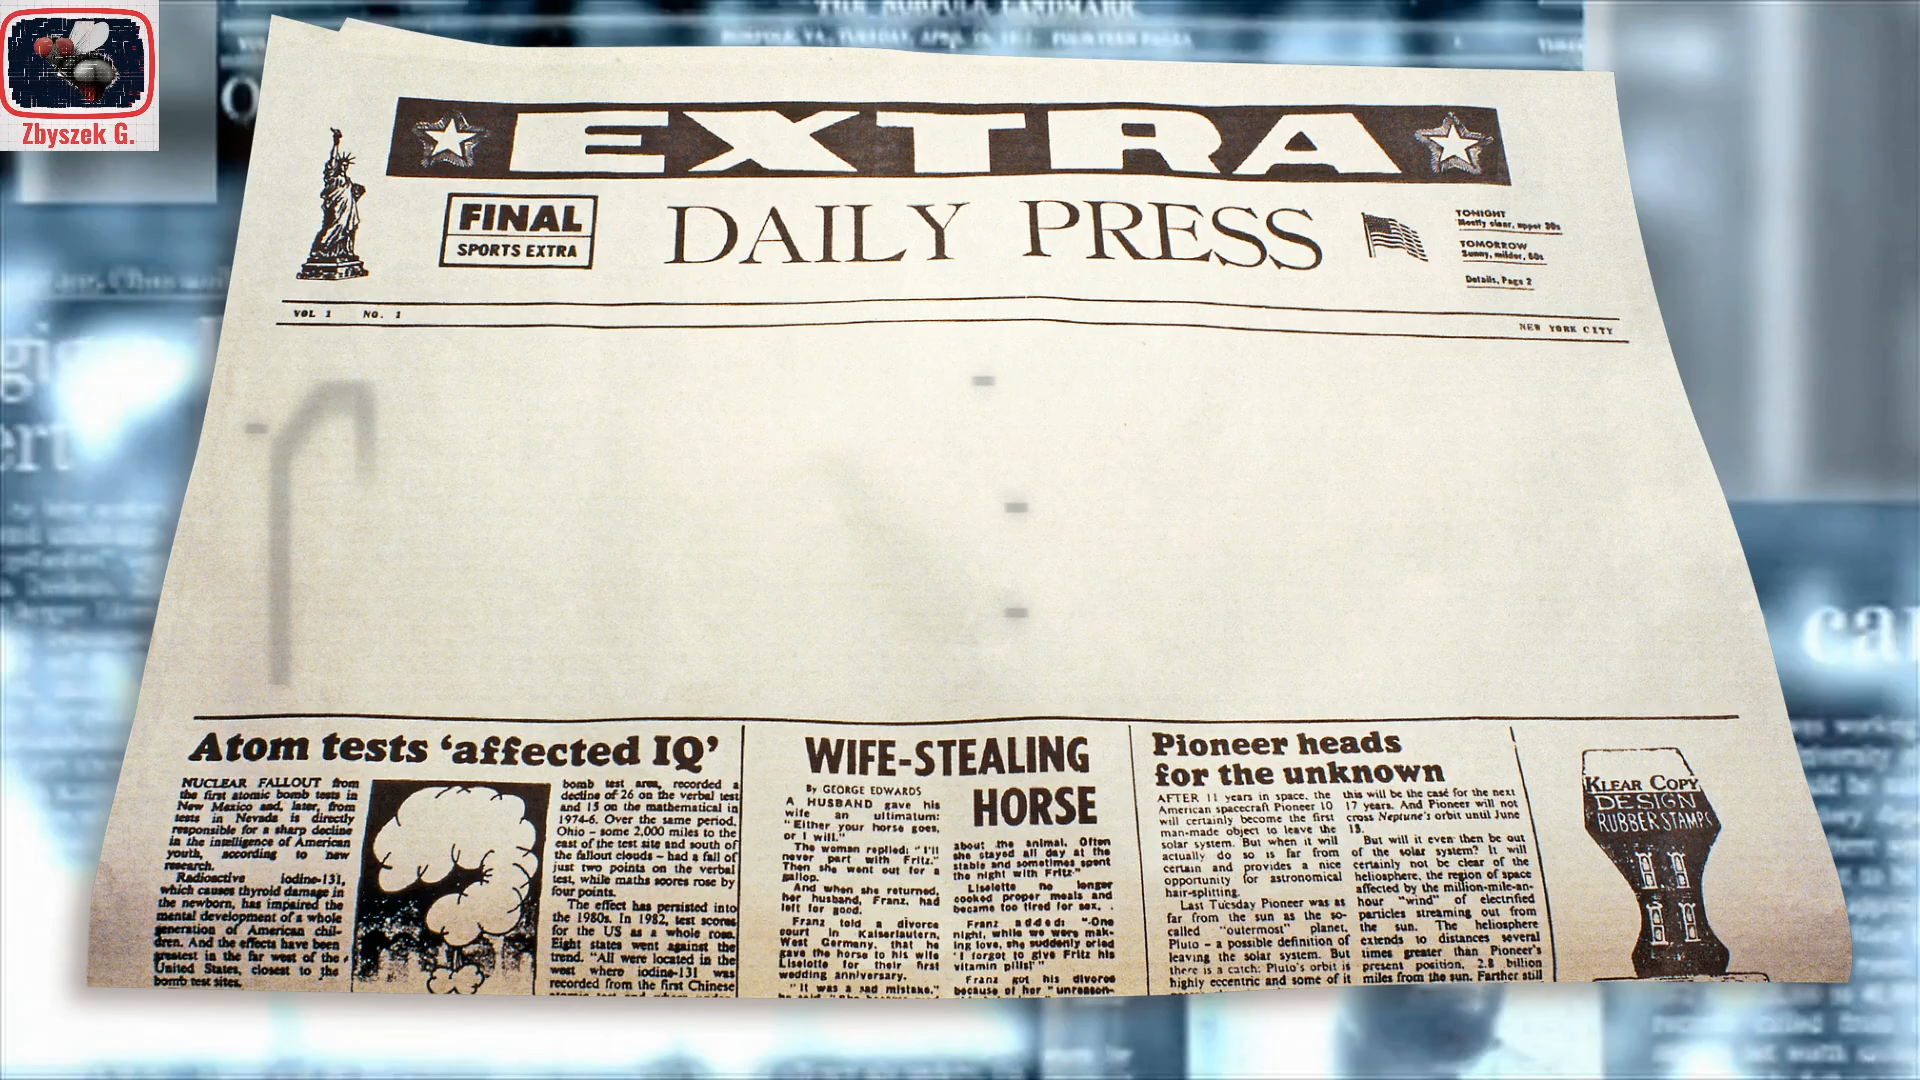 THE NORFOLK LANDMARK
Zbyszek G.
EXTRA
FINAL
SPORTS EXTRA
DAILY PRESS
TONIGHT
Mostly clear, upper 30s
TOMORROW
Sunny, milder, 60s
Details, Page 2
VOL 1 NO. 1
NEW YORK CITY
Atom tests ‘affected IQ’
NUCLEAR FALLOUT from
the first atomic bomb tests in
New Mexico and, later, from
tests in Nevada is directly
responsible for a sharp decline
in the intelligence of American
youth, according to new
research.
Radioactive iodine-131,
which causes thyroid damage in
the newborn, has impaired the
mental development of a whole
generation of American chil-
dren. And the effects have been
greatest in the far west of the
United States, closest to the
bomb test sites.
bomb test area, recorded a
decline of 26 on the verbal test
and 15 on the mathematical in
1974-6. Over the same period,
Ohio – some 2,000 miles to the
east of the test site and south of
the fallout clouds – had a fall of
just two points on the verbal
test, while maths scores rose by
four points.
The effect has persisted into
the 1980s. In 1982, test scores
for the US as a whole rose.
Eight states went against the
trend. “All were located in the
west where iodine-131 was
recorded from the first Chinese
WIFE-STEALING
HORSE
By GEORGE EDWARDS
A HUSBAND gave his
wife an ultimatum:
“Either your horse goes,
or I will.”
The woman replied: “I’ll
never part with Fritz.”
Then she went out for a
gallop.
And when she returned,
her husband, Franz, had
left for good.
Franz told a divorce
court in Kaiserlautern,
West Germany, that he
gave the horse to his wife
Liselotte for their first
wedding anniversary.
“It was a sad mistake,”
about the animal. Often
she stayed all day at the
stable and sometimes spent
the night with Fritz.”
Liselotte no longer
cooked proper meals and
became too tired for sex.
Franz added: “One
night, while we were mak-
ing love, she suddenly cried
‘I forgot to give Fritz his
vitamin pills!’”
Franz got his divorce
because of her “unreason-
Pioneer heads
for the unknown
AFTER 11 years in space, the
American spacecraft Pioneer 10
will certainly become the first
man-made object to leave the
solar system. But when it will
actually do so is far from
certain and provides a nice
opportunity for astronomical
hair-splitting.
Last Tuesday Pioneer was as
far from the sun as the so-
called “outermost” planet,
Pluto – a possible definition of
leaving the solar system. But
there is a catch: Pluto’s orbit is
highly eccentric and some of it
this will be the case for the next
17 years. And Pioneer will not
cross Neptune’s orbit until June
13.
But will it even then be out
of the solar system? It will
certainly not be clear of the
heliosphere, the region of space
affected by the million-mile-an-
hour “wind” of electrified
particles streaming out from
the sun. The heliosphere
extends to distances several
times greater than Pioneer’s
present position, 2.8 billion
miles from the sun. Farther still
KLEAR COPY
DESIGN
RUBBER STAMPS